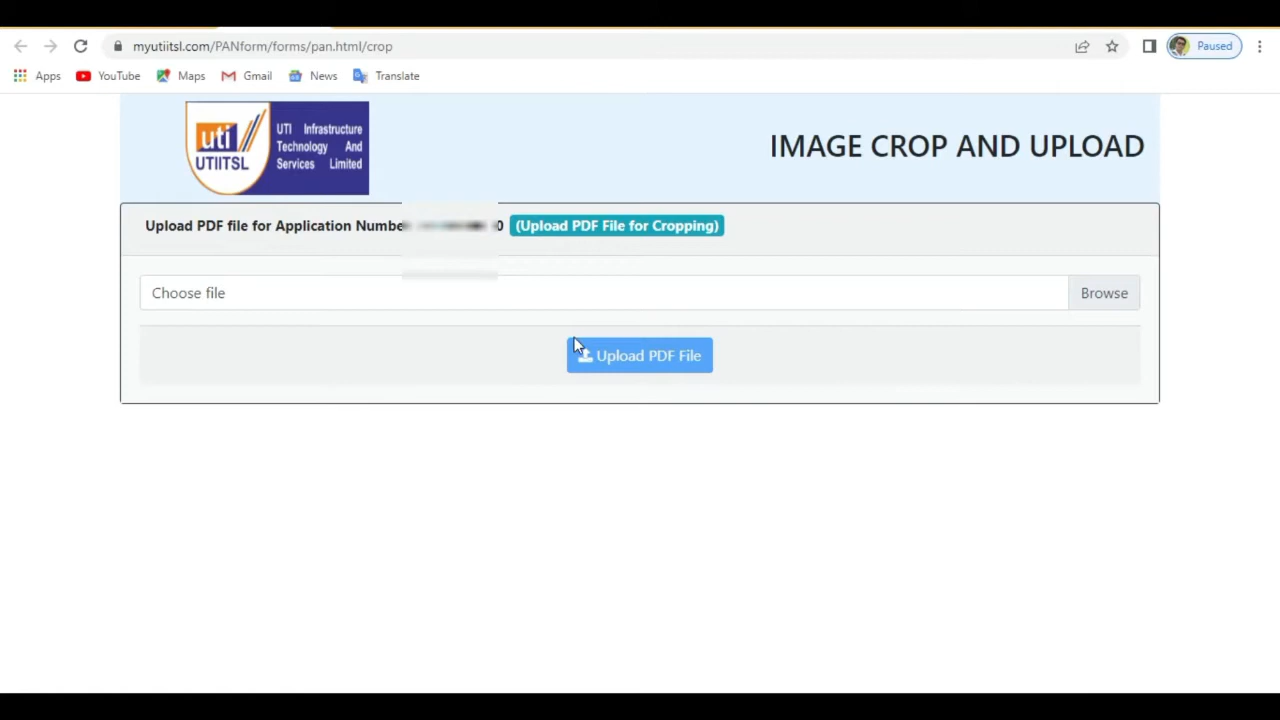 myutiitsl.com/PANform/forms/pan.html/crop
Paused
Apps YouTube Maps Gmail News Translate
uti
UTIITSL
UTI Infrastructure
Technology And
Services Limited
IMAGE CROP AND UPLOAD
Upload PDF file for Application 0 (Upload PDF File for Cropping)
Choose file
Browse
Upload PDF File